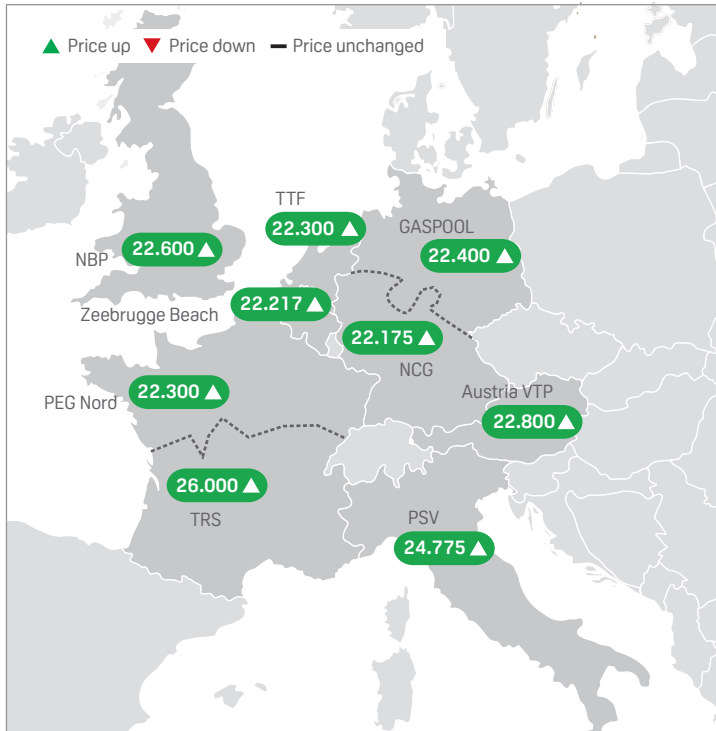 ▲ Price up ▼ Price down – Price unchanged
TTF
22.300 ▲
GASPOOL
22.400 ▲
NBP
22.600 ▲
Zeebrugge Beach
22.217 ▲
22.175 ▲
NCG
PEG Nord
22.300 ▲
Austria VTP
22.800 ▲
26.000 ▲
TRS
PSV
24.775 ▲